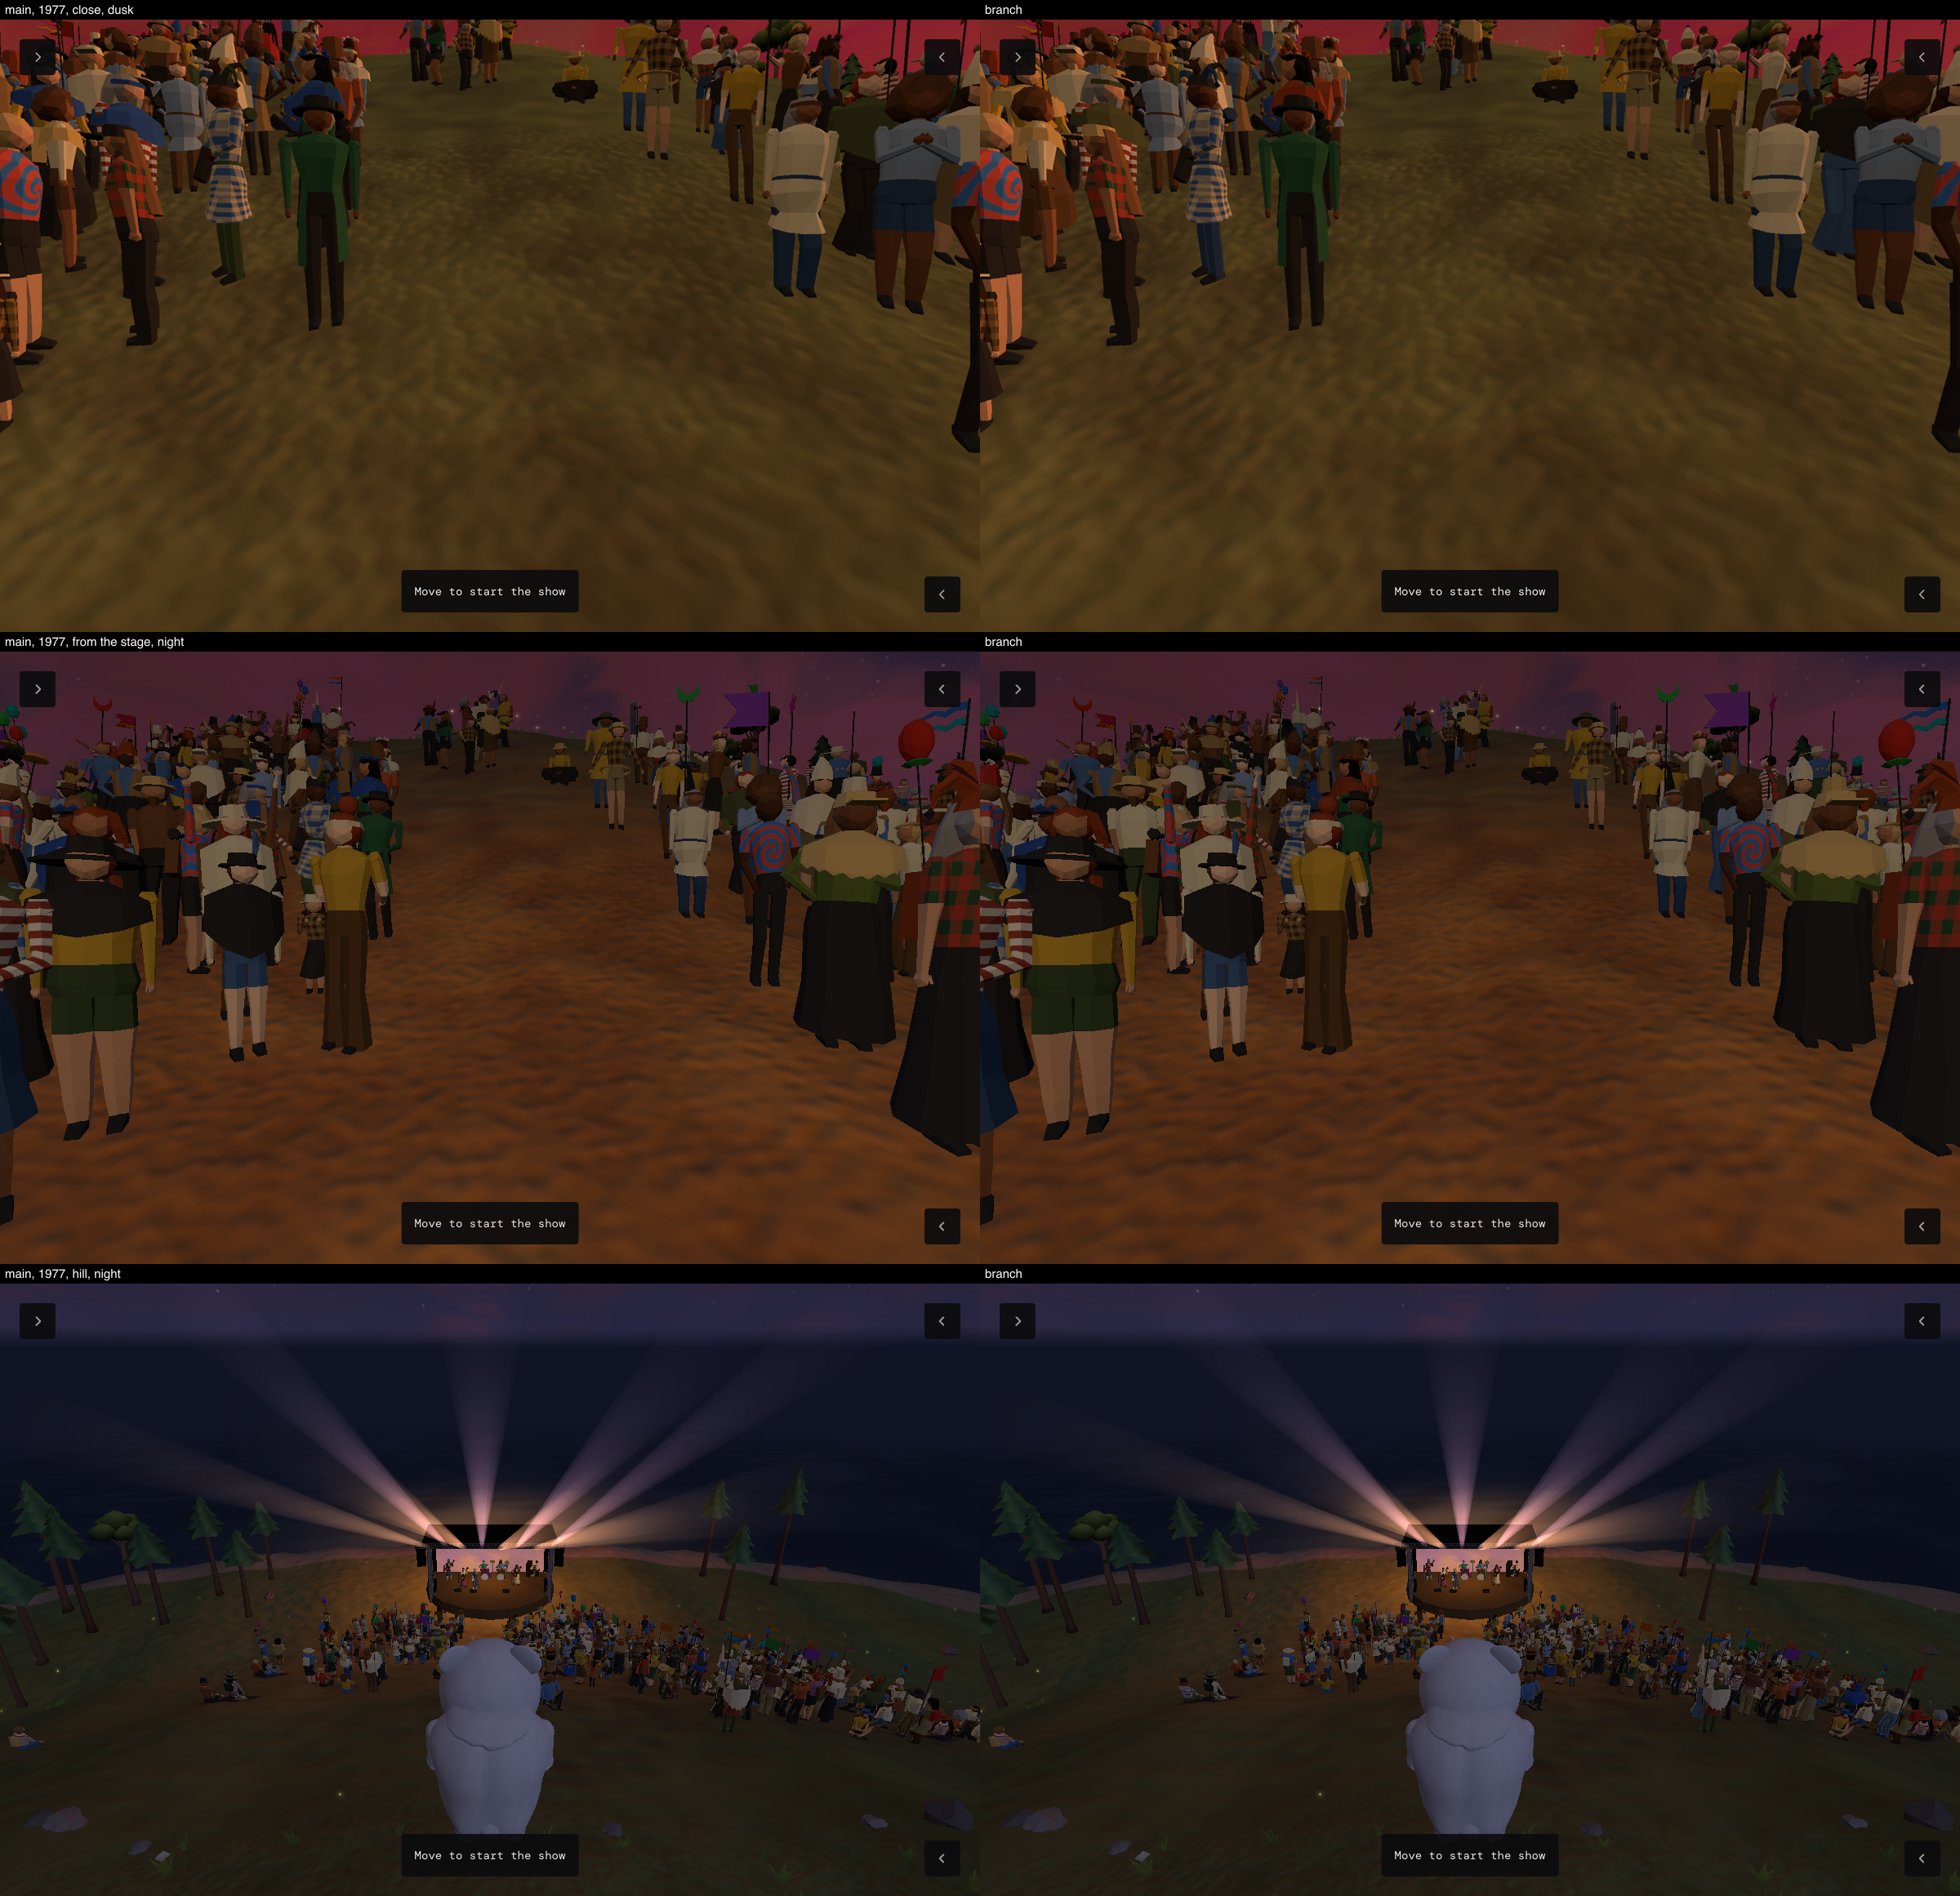 main, 1977, close, dusk
branch
Move to start the show
Move to start the show
main, 1977, from the stage, night
branch
Move to start the show
Move to start the show
main, 1977, hill, night
branch
Move to start the show
Move to start the show